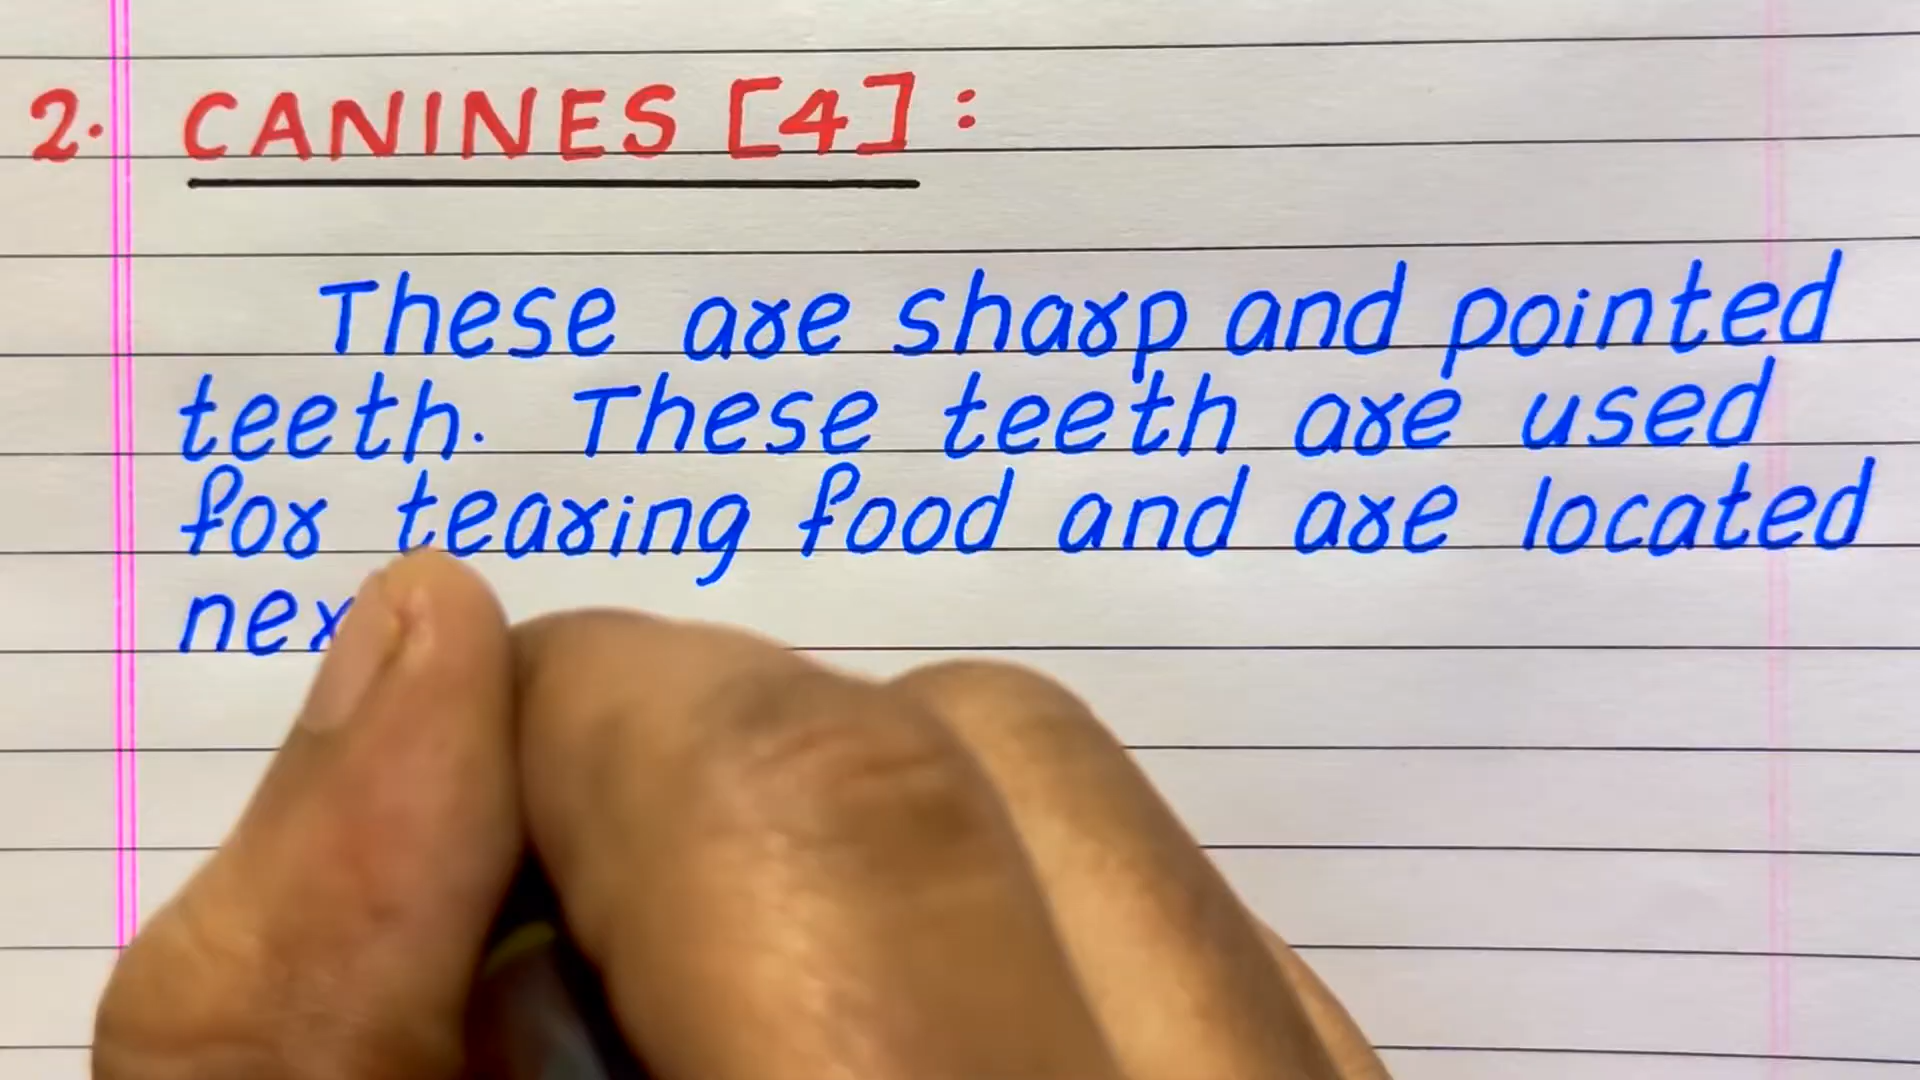 2. CANINES [4] :
These are sharp and pointed
teeth. These teeth are used
for tearing food and are located
nex